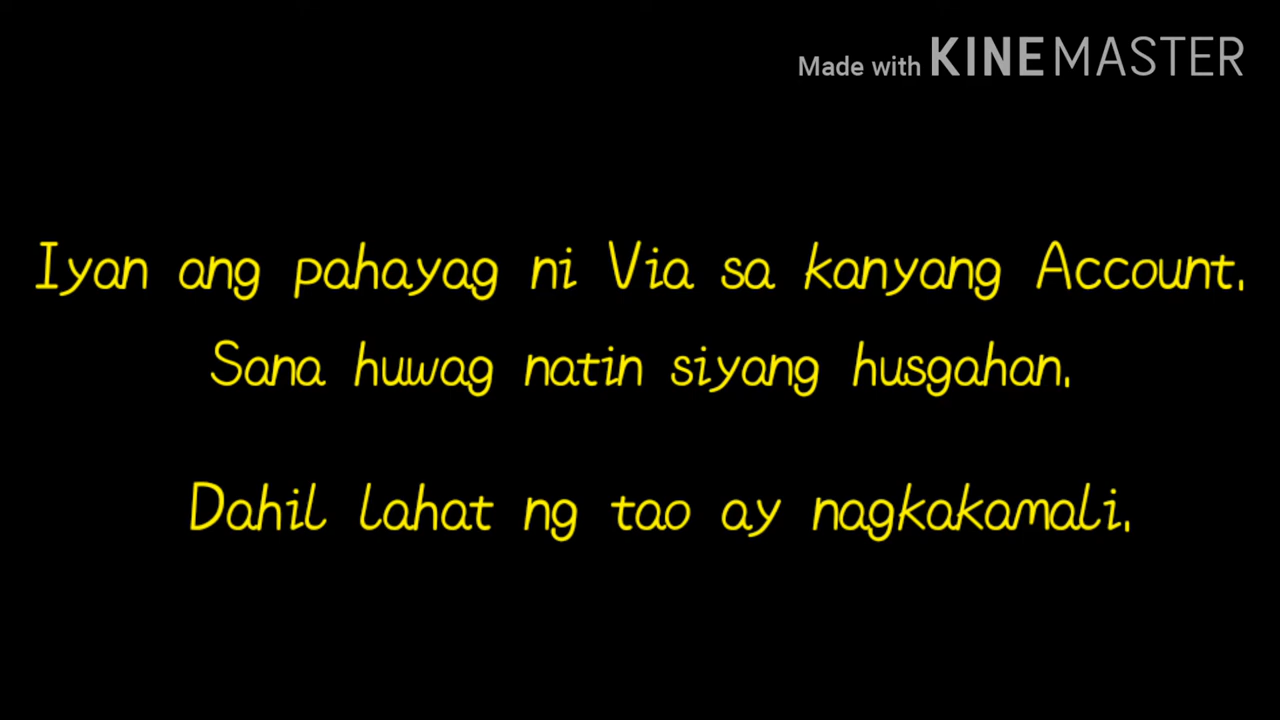 Made with KINEMASTER
Iyan ang pahayag ni Via sa kanyang Account.
Sana huwag natin siyang husgahan.
Dahil lahat ng tao ay nagkakamali.